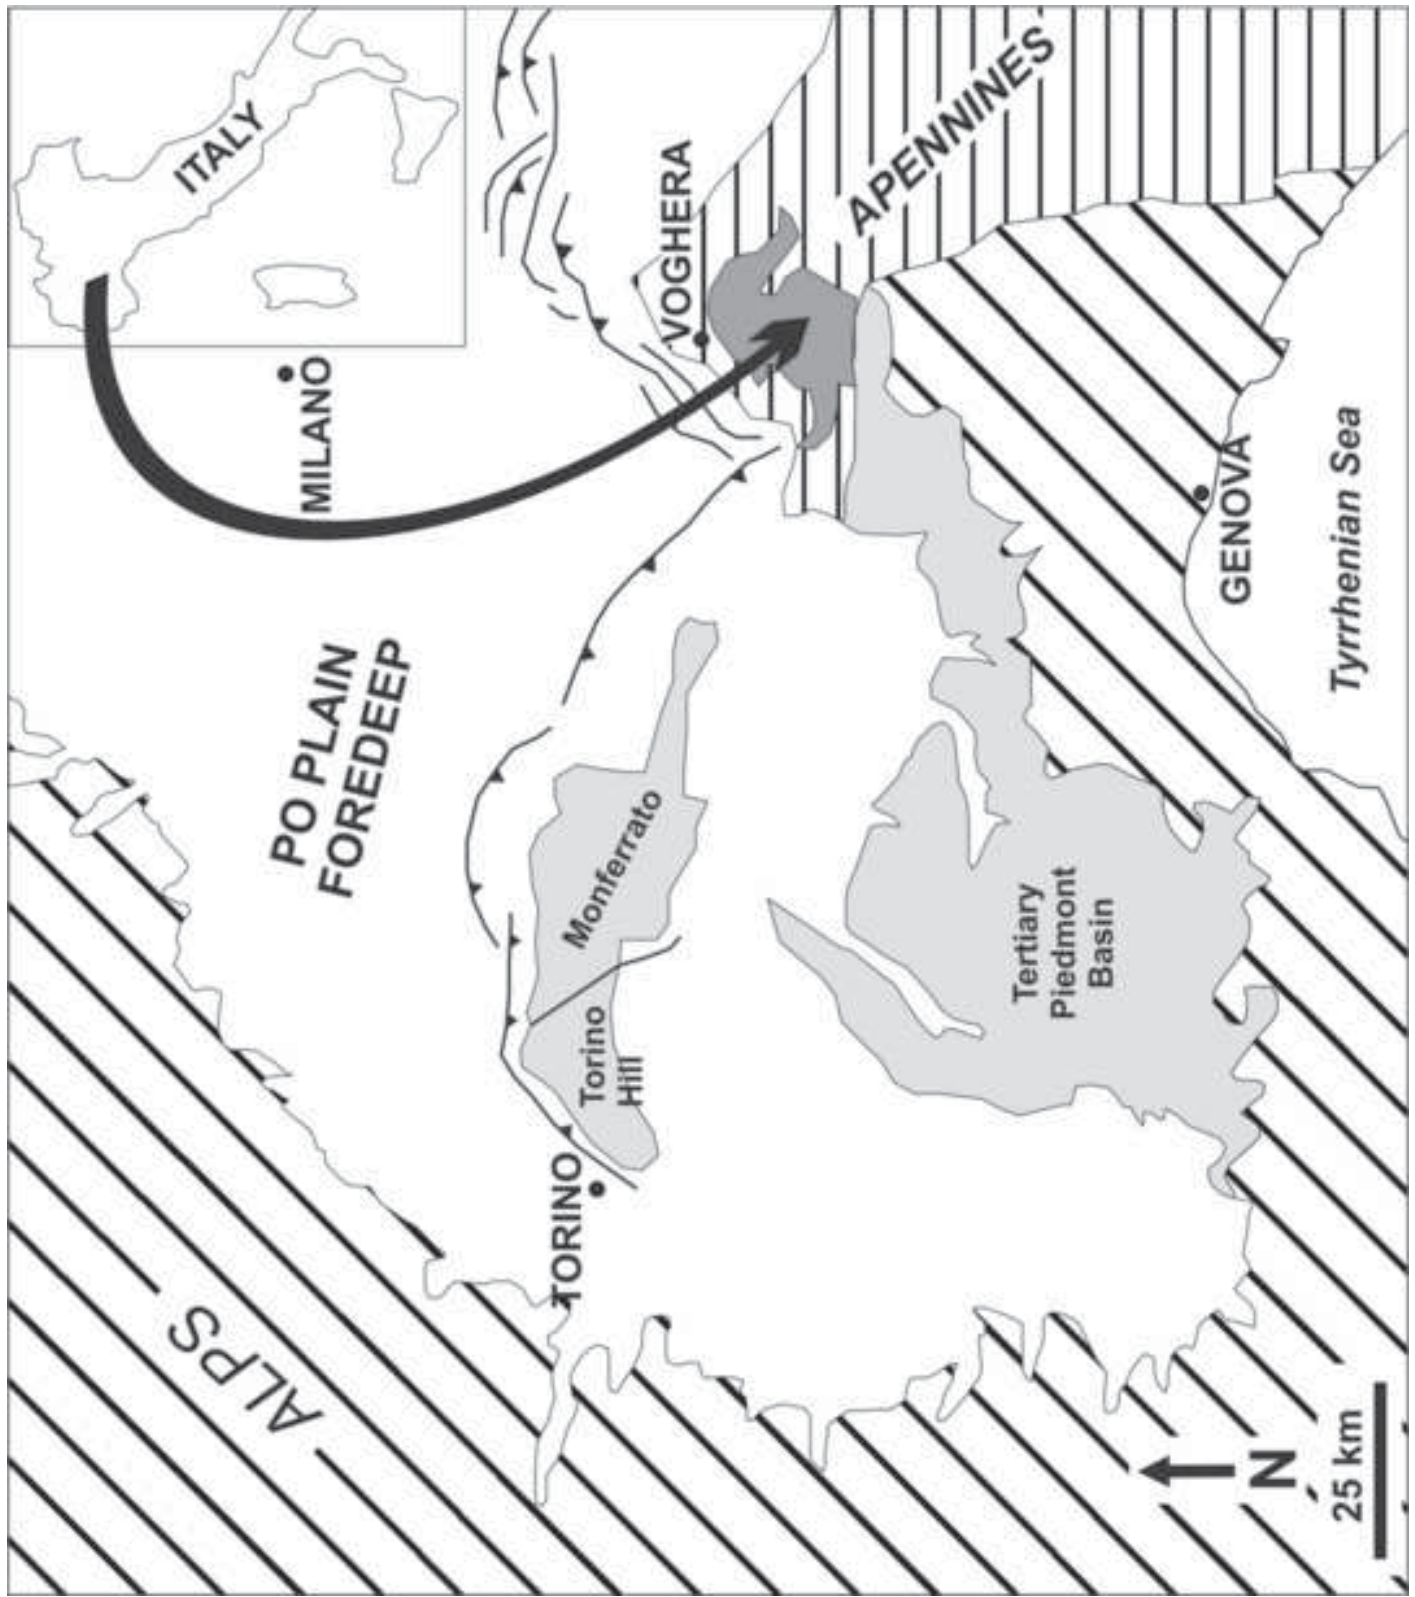 ITALY
MILANO
VOGHERA
APENNINES
PO PLAIN
FOREDEEP
Monferrato
Torino
Hill
TORINO
ALPS
Tertiary
Piedmont
Basin
GENOVA
Tyrrhenian Sea
N
25 km